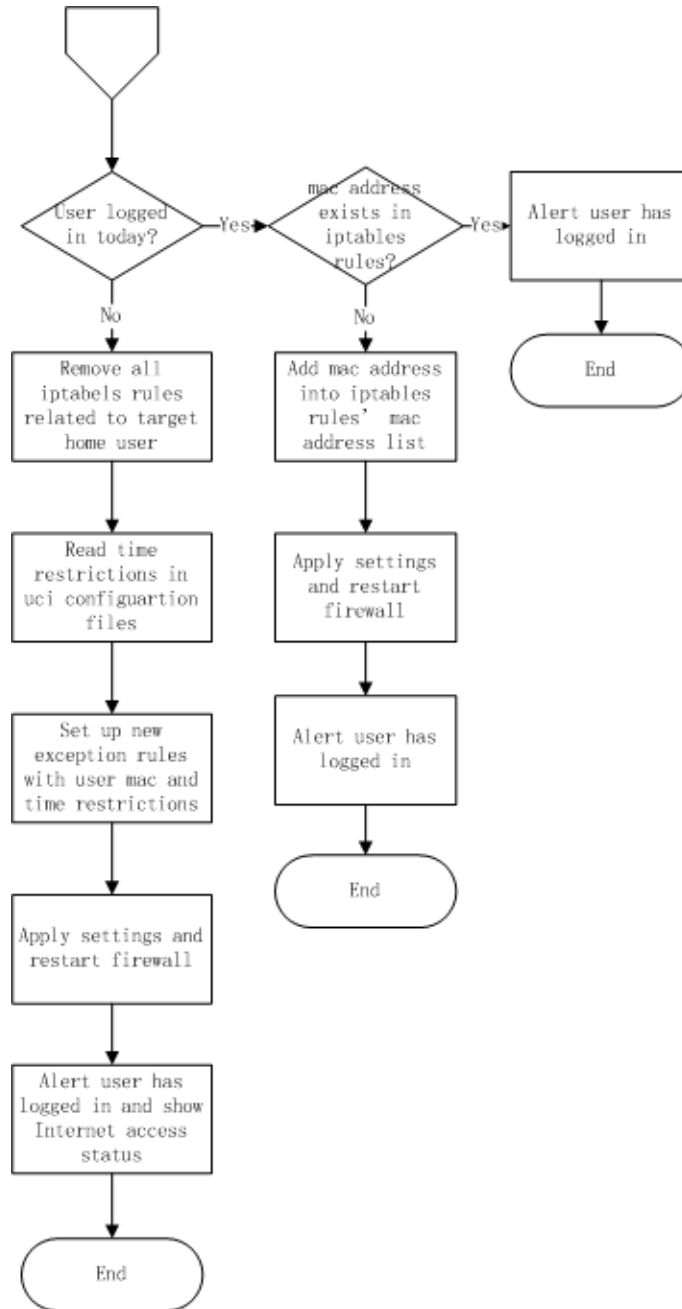 User logged
in today?
Yes
mac address
exists in
iptables
rules?
Yes
Alert user has
logged in
End
No
Remove all
iptabels rules
related to target
home user
Read time
restrictions in
uci configuartion
files
Set up new
exception rules
with user mac and
time restrictions
Apply settings and
restart firewall
Alert user has
logged in and show
Internet access
status
End
No
Add mac address
into iptables
rules' mac
address list
Apply settings
and restart
firewall
Alert user has
logged in
End